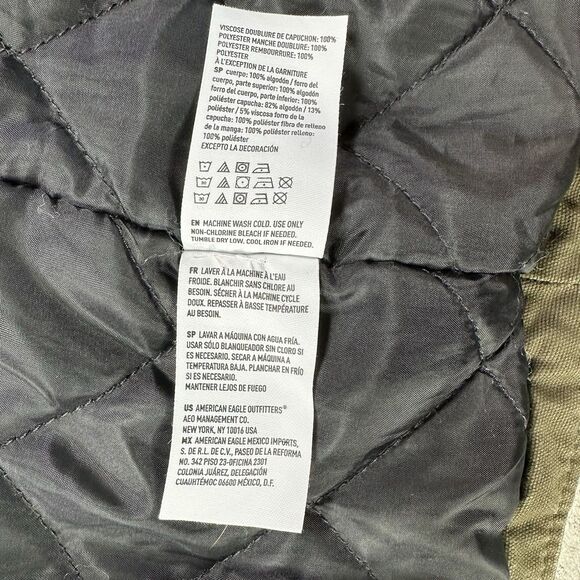 VISCOSE DOUBLURE DE CAPUCHON: 100%
POLYESTER MANCHE DOUBLURE: 100%
POLYESTER REMBOURRURE: 100%
POLYESTER
À L'EXCEPTION DE LA GARNITURE
SP cuerpo: 100% algodón / forro del
cuerpo, parte superior: 100% algodón /
forro del cuerpo, parte inferior: 100%
poliéster capucha: 82% algodón / 13%
poliéster / 5% viscosa forro de la
capucha: 100% poliéster fibra de relleno
de la manga: 100% poliéster relleno:
100% poliéster
EXCEPTO LA DECORACIÓN
30
30
EN MACHINE WASH COLD. USE ONLY
NON-CHLORINE BLEACH IF NEEDED.
TUMBLE DRY LOW. COOL IRON IF NEEDED.
FR LAVER À LA MACHINE À L'EAU
FROIDE. BLANCHIR SANS CHLORE AU
BESOIN. SÉCHER À LA MACHINE CYCLE
DOUX. REPASSER À BASSE TEMPÉRATURE
AU BESOIN.
SP LAVAR A MÁQUINA CON AGUA FRÍA.
USAR SÓLO BLANQUEADOR SIN CLORO SI
ES NECESARIO. SECAR A MÁQUINA A
TEMPERATURA BAJA. PLANCHAR EN FRÍO
SI ES NECESARIO.
MANTENER LEJOS DE FUEGO
US AMERICAN EAGLE OUTFITTERS®
AEO MANAGEMENT CO.
NEW YORK, NY 10016 USA
MX AMERICAN EAGLE MEXICO IMPORTS,
S. DE R.L. DE C.V., PASEO DE LA REFORMA
NO. 342 PISO 23-OFICINA 2301
COLONIA JUÁREZ, DELEGACIÓN
CUAUHTÉMOC 06600 MÉXICO, D.F.